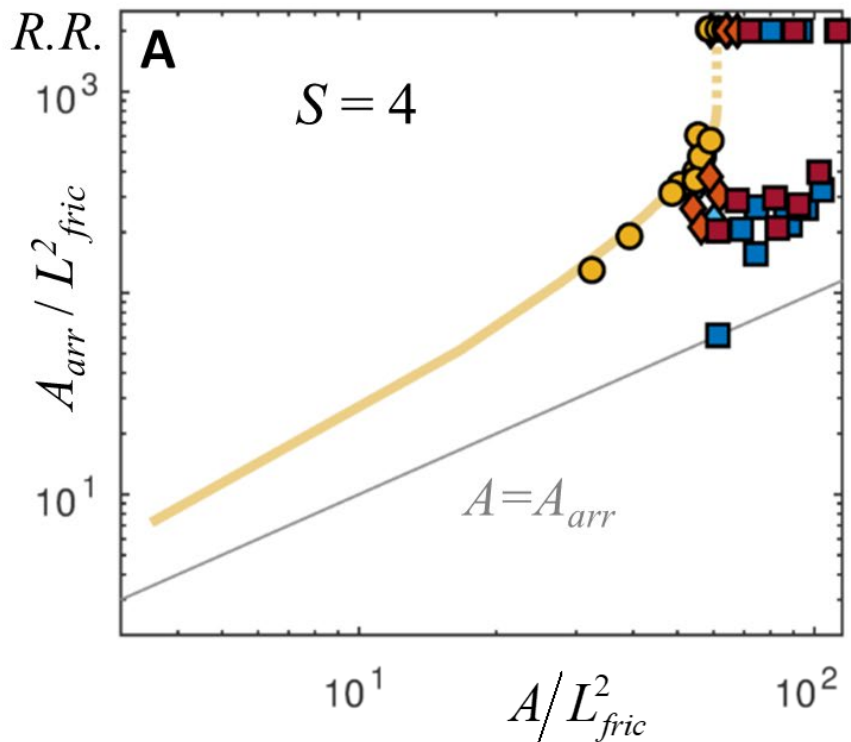 R.R.
A
S = 4
10³
A_arr / L²_fric
10¹
A=A_arr
10¹
10²
A/L²_fric